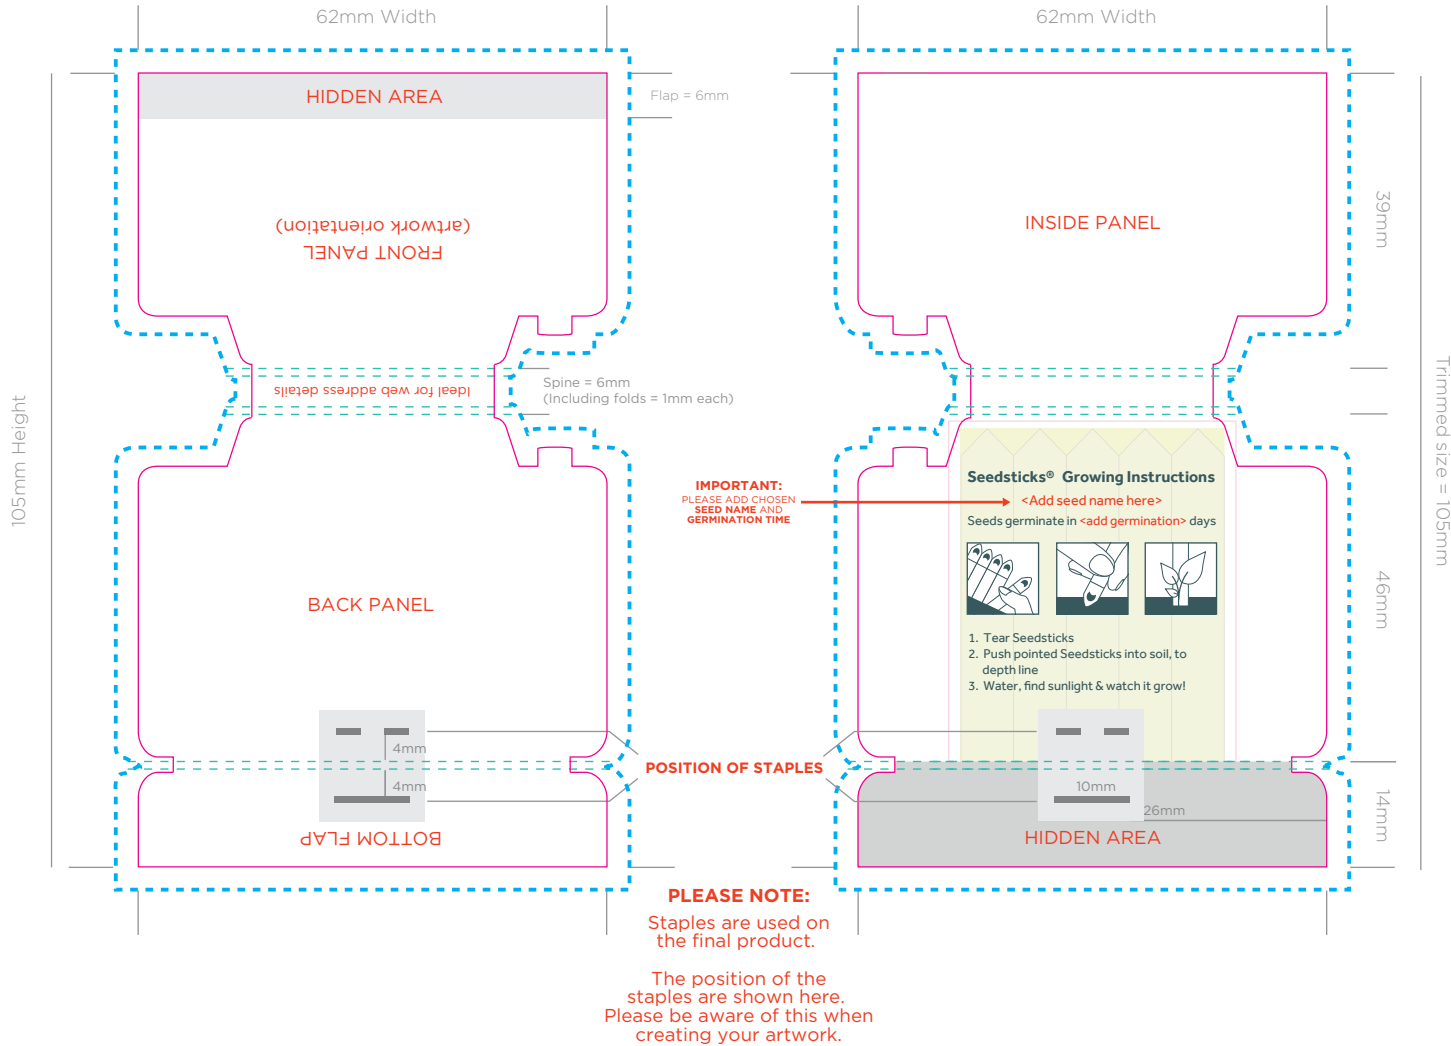 62mm Width
62mm Width
HIDDEN AREA
Flap = 6mm
FRONT PANEL
(artwork orientation)
INSIDE PANEL
39mm
Ideal for web address details
Spine = 6mm
(Including folds = 1mm each)
105mm Height
Trimmed size = 105mm
IMPORTANT:
PLEASE ADD CHOSEN
SEED NAME AND
GERMINATION TIME
Seedsticks® Growing Instructions
<Add seed name here>
Seeds germinate in <add germination> days
1. Tear Seedsticks
2. Push pointed Seedsticks into soil, to
depth line
3. Water, find sunlight & watch it grow!
46mm
BACK PANEL
4mm
4mm
POSITION OF STAPLES
10mm
26mm
14mm
BOTTOM FLAP
HIDDEN AREA
PLEASE NOTE:
Staples are used on
the final product.
The position of the
staples are shown here.
Please be aware of this when
creating your artwork.